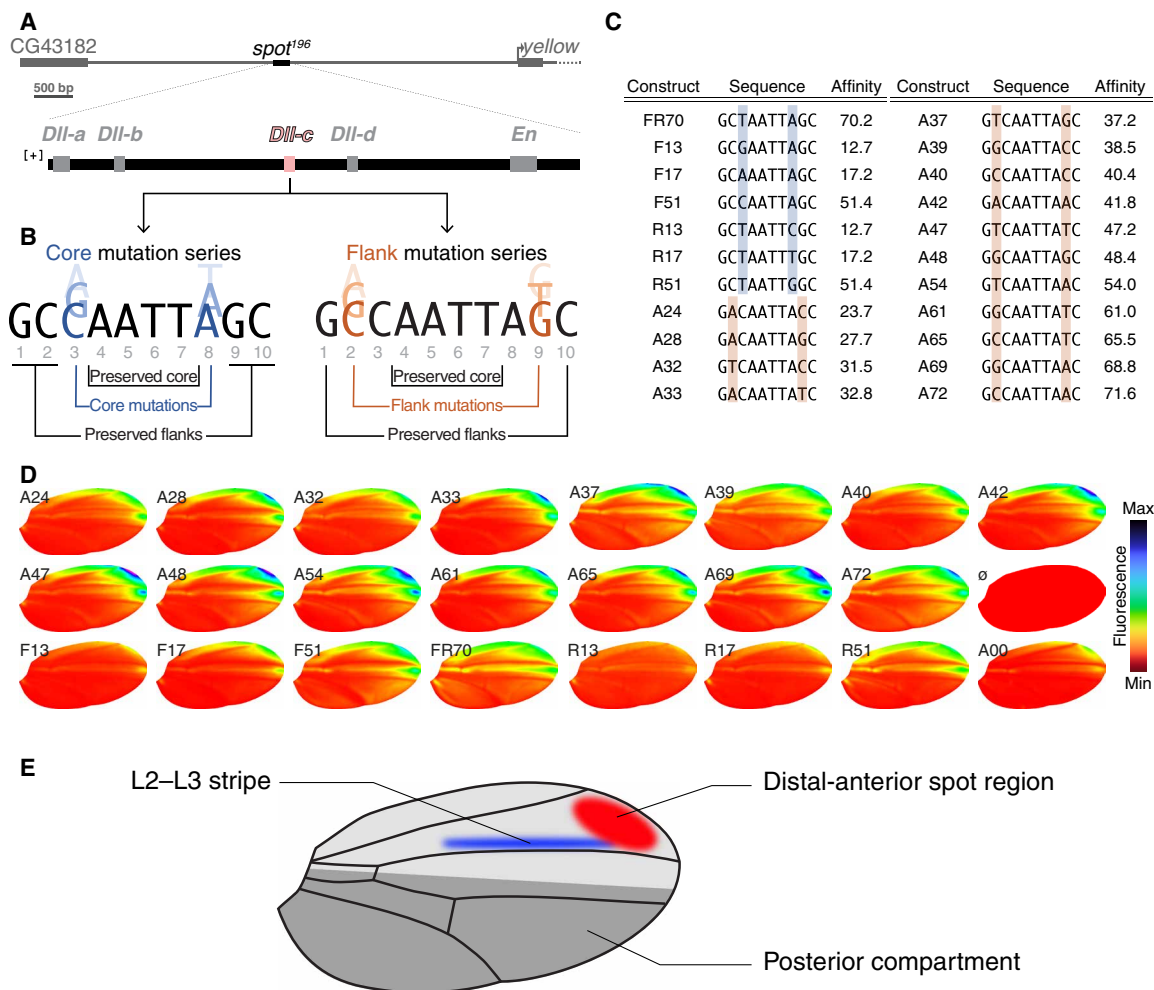 A
CG43182
spot196
yellow
500 bp
Dll-a
Dll-b
Dll-c
Dll-d
En
[+]
B
Core mutation series
A
G
T
A
GCCAATTAGC
1 2 3 4 5 6 7 8 9 10
Preserved core
Core mutations
Preserved flanks
Flank mutation series
A
G
G
T
GCCAATTAGC
1 2 3 4 5 6 7 8 9 10
Preserved core
Flank mutations
Preserved flanks
C
Construct Sequence Affinity Construct Sequence Affinity
FR70 GCTAATTAGC 70.2 A37 GTCAATTAGC 37.2
F13 GCGAATTAGC 12.7 A39 GGCAATTACC 38.5
F17 GCAAATTAGC 17.2 A40 GCCAATTACC 40.4
F51 GCCAATTAGC 51.4 A42 GACAATTAAC 41.8
R13 GCTAATTCGC 12.7 A47 GTCAATTATC 47.2
R17 GCTAATTTGC 17.2 A48 GGCAATTAGC 48.4
R51 GCTAATTGGC 51.4 A54 GTCAATTAAC 54.0
A24 GACAATTACC 23.7 A61 GGCAATTATC 61.0
A28 GACAATTAGC 27.7 A65 GCCAATTATC 65.5
A32 GTCAATTACC 31.5 A69 GGCAATTAAC 68.8
A33 GACAATTATC 32.8 A72 GCCAATTAAC 71.6
D
A24 A28 A32 A33 A37 A39 A40 A42
A47 A48 A54 A61 A65 A69 A72 ø
F13 F17 F51 FR70 R13 R17 R51 A00
Max
Fluorescence
Min
E
L2–L3 stripe
Distal-anterior spot region
Posterior compartment